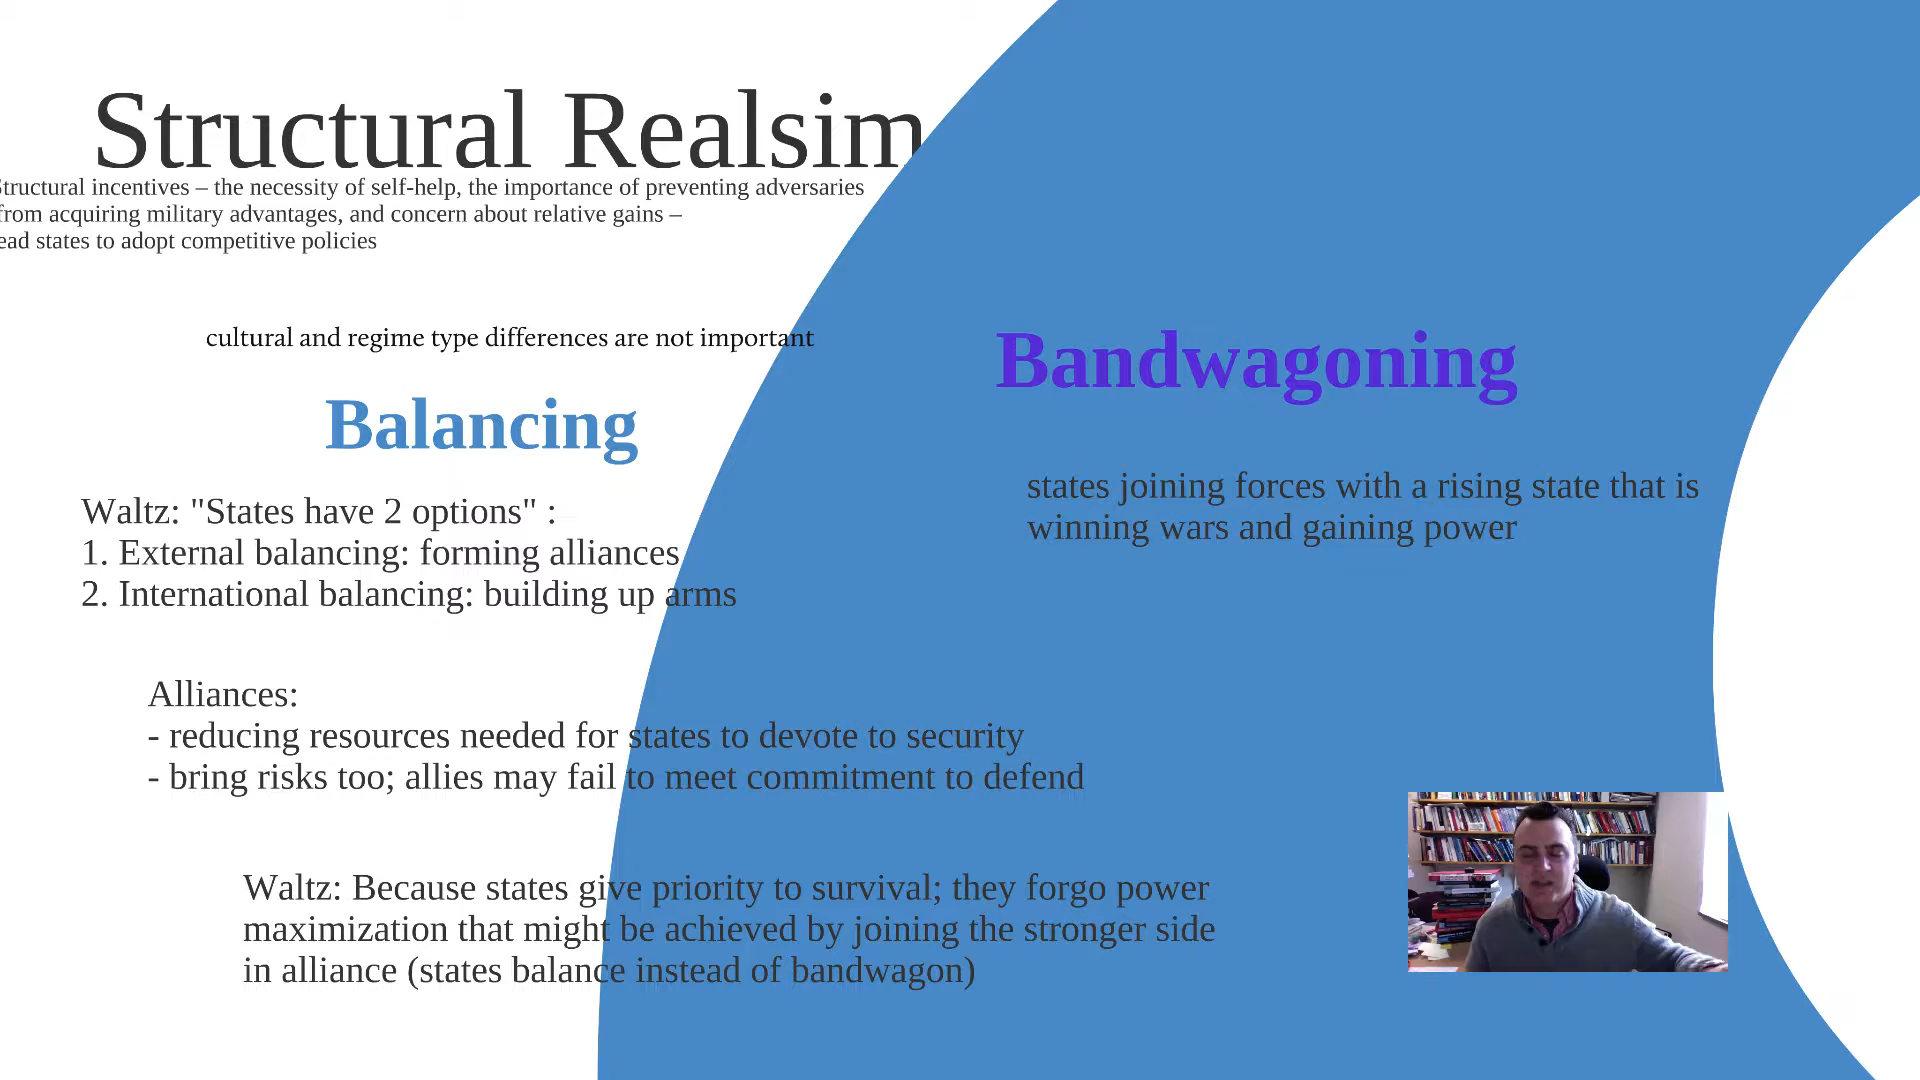 Structural Realsim
Structural incentives – the necessity of self-help, the importance of preventing adversaries
from acquiring military advantages, and concern about relative gains –
ead states to adopt competitive policies
cultural and regime type differences are not important
Balancing
Waltz: "States have 2 options" :
1. External balancing: forming alliances
2. International balancing: building up arms
Alliances:
- reducing resources needed for states to devote to security
- bring risks too; allies may fail to meet commitment to defend
Waltz: Because states give priority to survival; they forgo power
maximization that might be achieved by joining the stronger side
in alliance (states balance instead of bandwagon)
Bandwagoning
states joining forces with a rising state that is
winning wars and gaining power